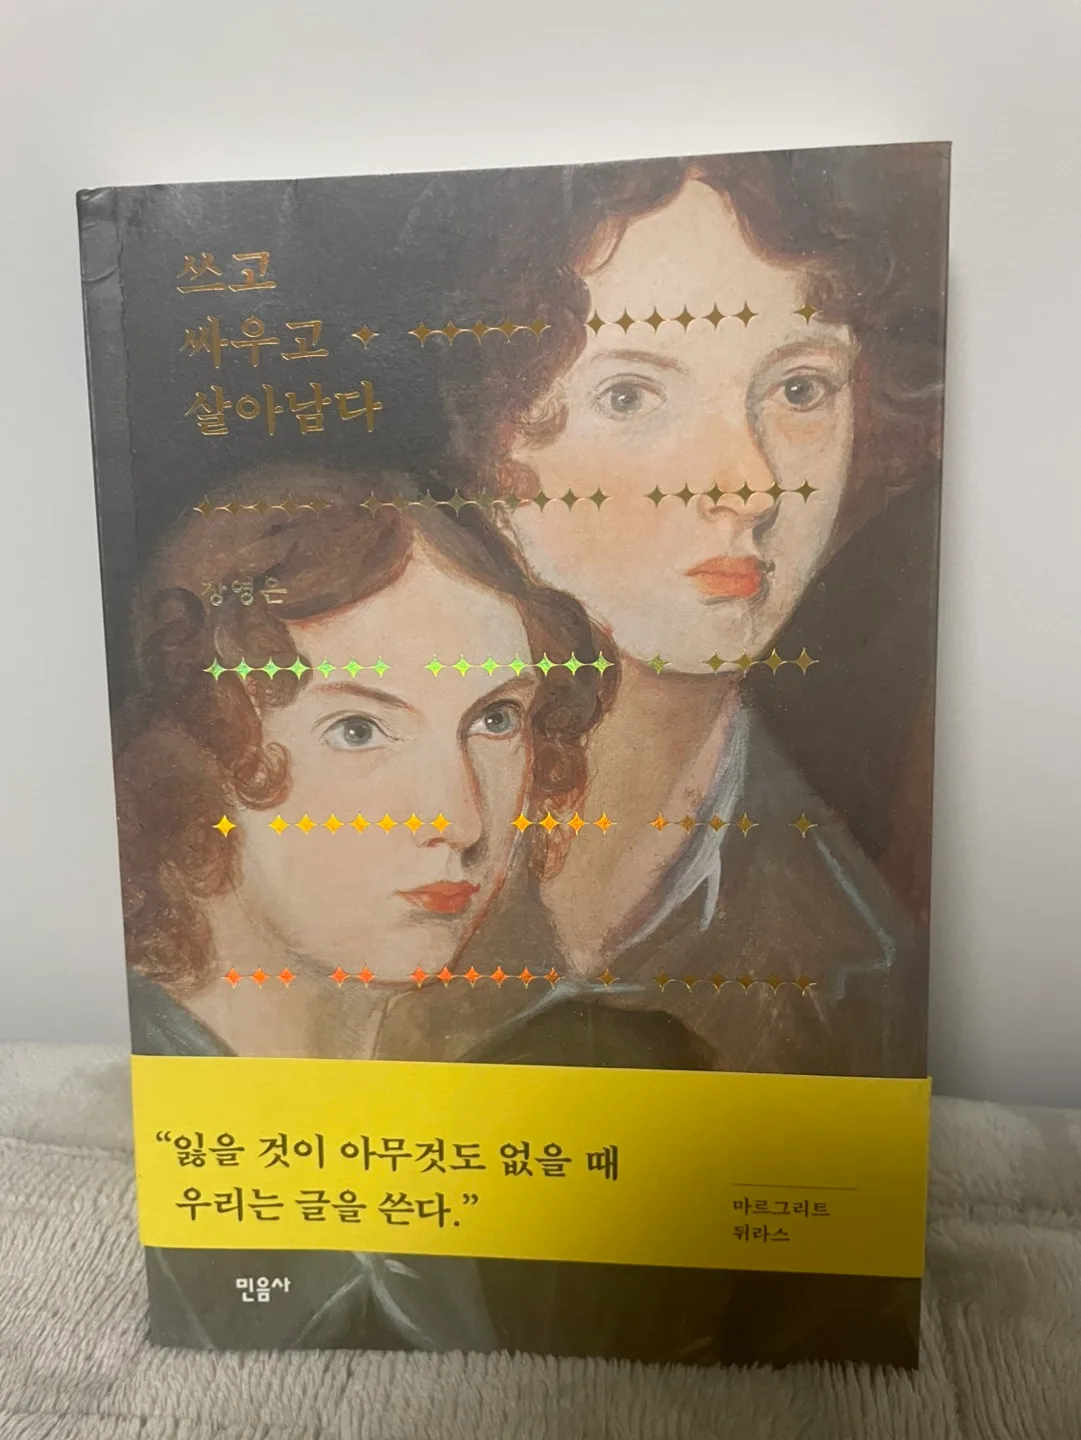 쓰고
싸우고
살아남다
장영은
“잃을 것이 아무것도 없을 때
우리는 글을 쓴다.”
마르그리트
뒤라스
민음사